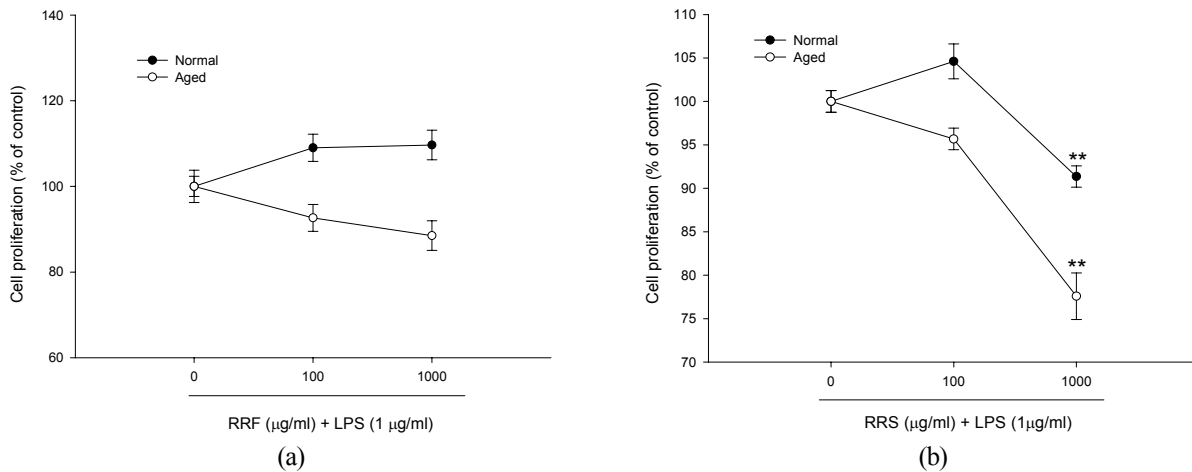 Normal
Aged
Cell proliferation (% of control)
140
120
100
80
60
0 100 1000
RRF (μg/ml) + LPS (1 μg/ml)
(a)
Normal
Aged
Cell proliferation (% of control)
110
105
100
95
90
85
80
75
70
**
**
0 100 1000
RRS (μg/ml) + LPS (1μg/ml)
(b)